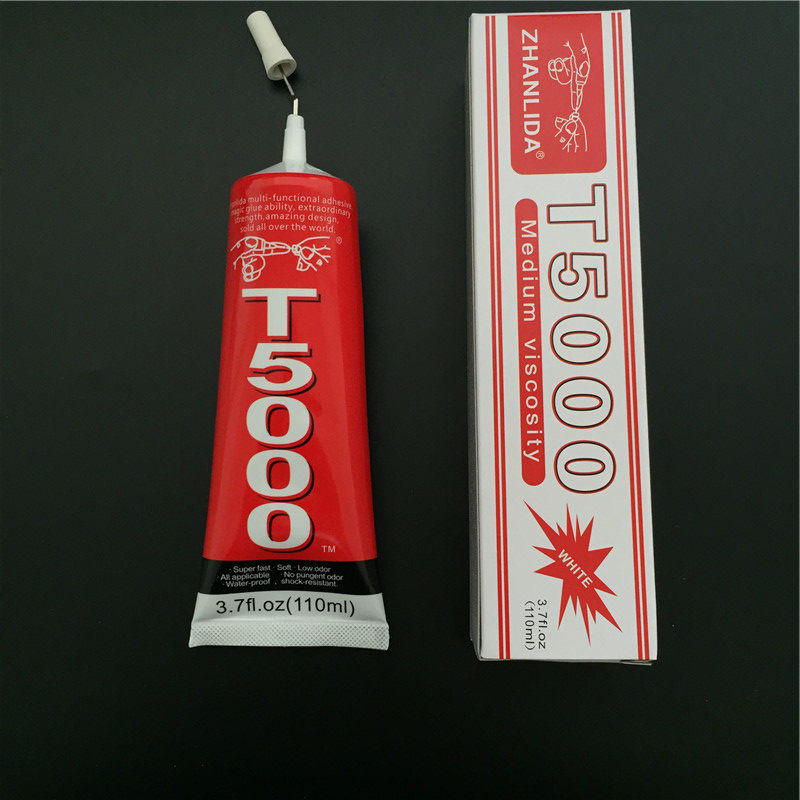 multi-functional adhesive,
magic glue ability, extraordinary
strength,amazing design,
sold all over the world.
®
T5000
TM
· Super fast · Soft · Low odor
· All applicable · No pungent odor
· Water-proof , shock-resistant.
3.7fl.oz(110ml)
ZHANLIDA®
T5000
Medium viscosity
WHITE
3.7fl.oz
(110ml)